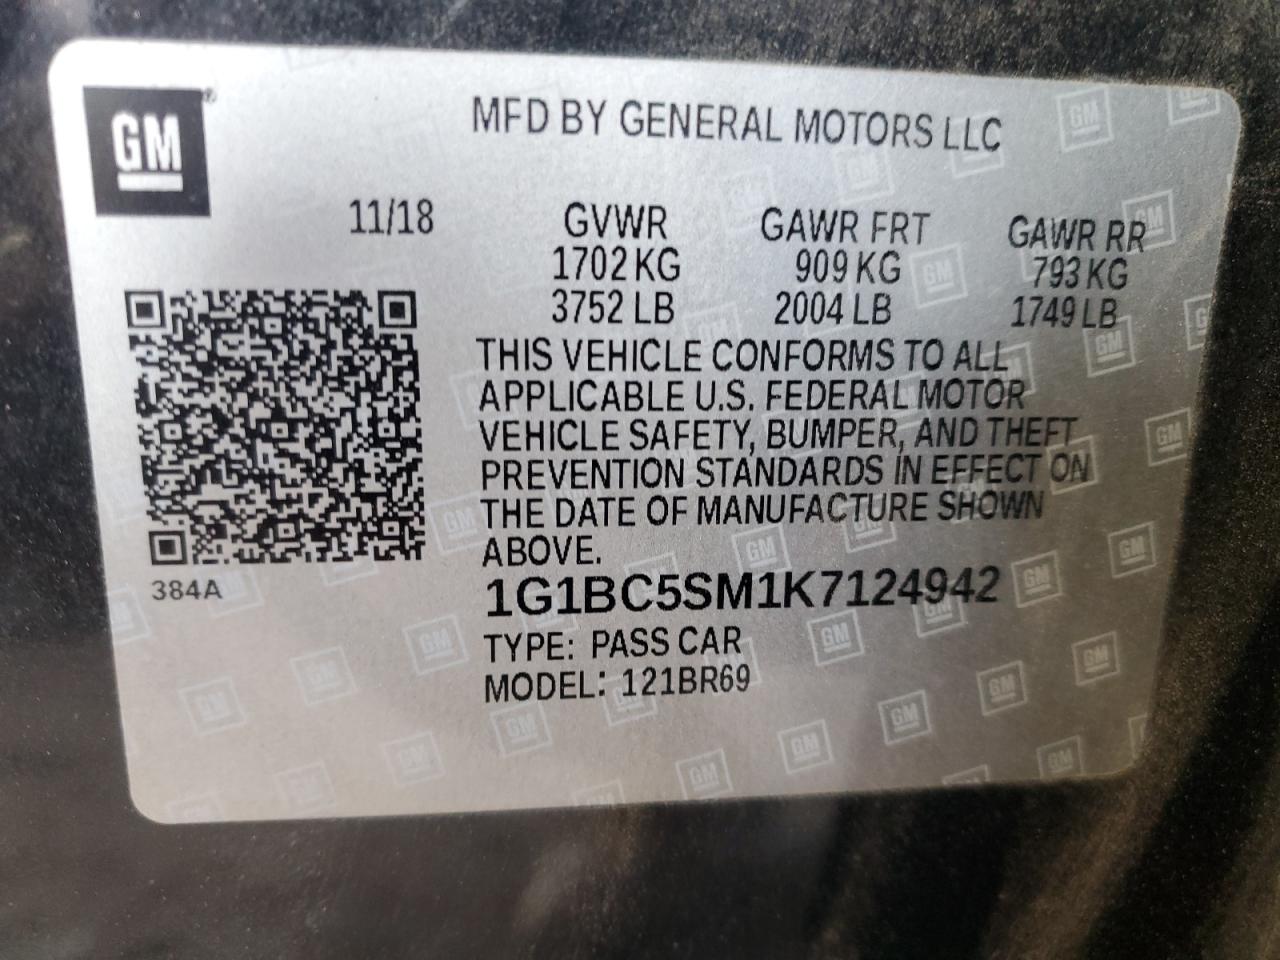 GM
MFD BY GENERAL MOTORS LLC
11/18 GVWR GAWR FRT GAWR RR
1702 KG 909 KG 793 KG
3752 LB 2004 LB 1749 LB
THIS VEHICLE CONFORMS TO ALL
APPLICABLE U.S. FEDERAL MOTOR
VEHICLE SAFETY, BUMPER, AND THEFT
PREVENTION STANDARDS IN EFFECT ON
THE DATE OF MANUFACTURE SHOWN
ABOVE.
384A
1G1BC5SM1K7124942
TYPE: PASS CAR
MODEL: 121BR69